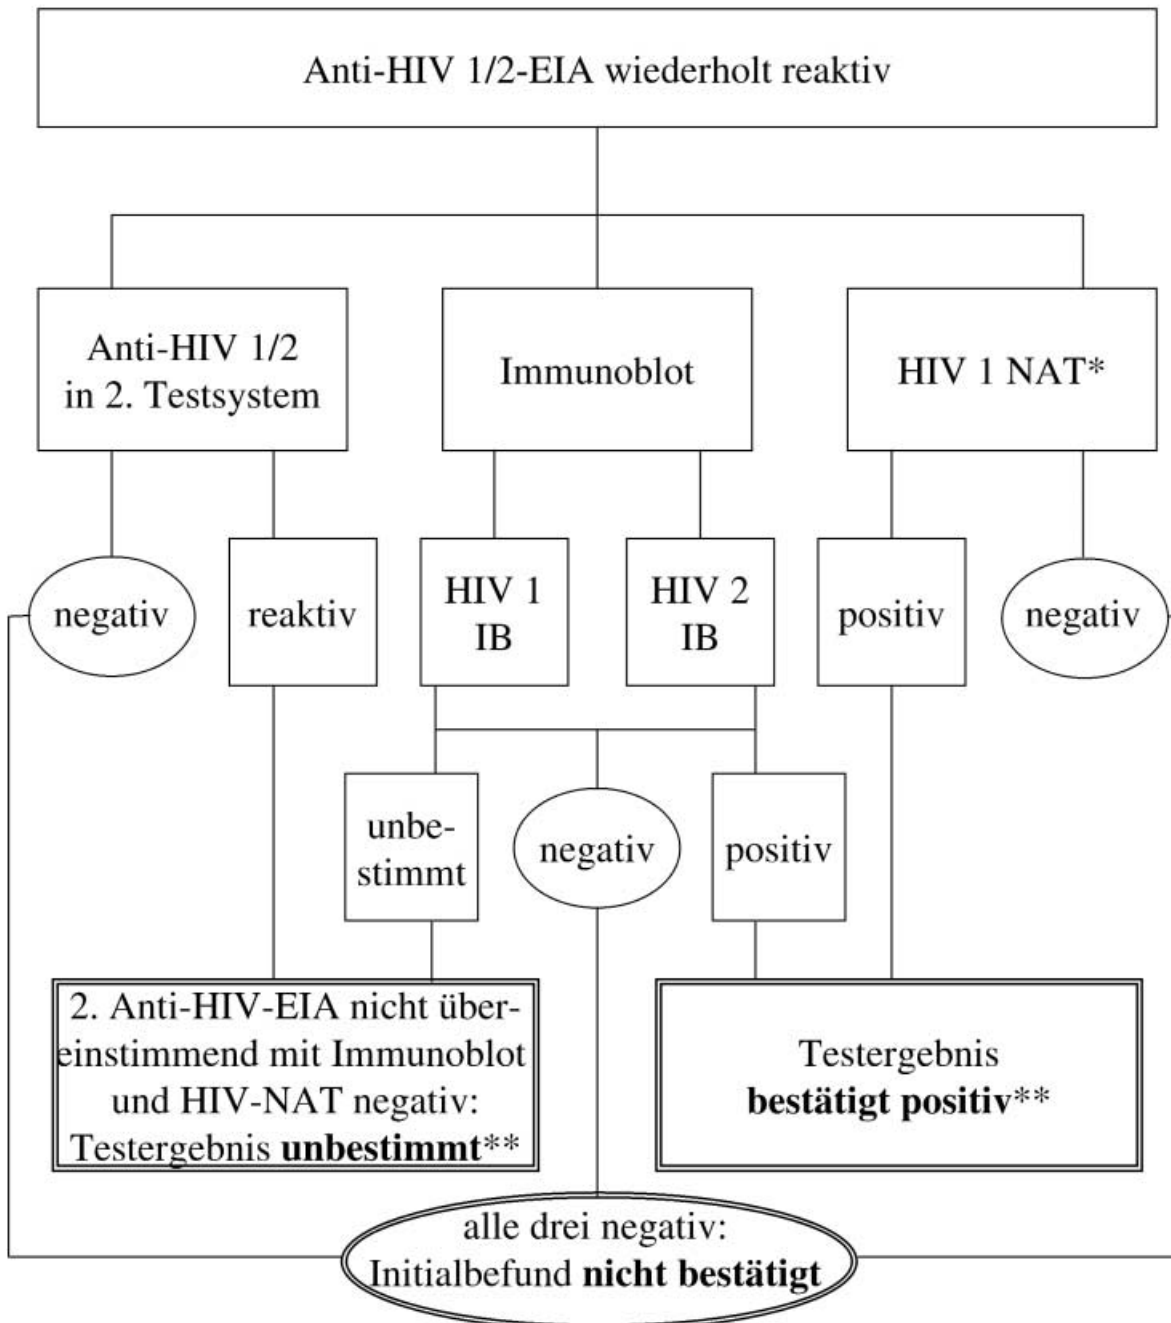 Anti-HIV 1/2-EIA wiederholt reaktiv
Anti-HIV 1/2
in 2. Testsystem
Immunoblot
HIV 1 NAT*
negativ
reaktiv
HIV 1
IB
HIV 2
IB
positiv
negativ
unbe-
stimmt
negativ
positiv
2. Anti-HIV-EIA nicht über-
einstimmend mit Immunoblot
und HIV-NAT negativ:
Testergebnis unbestimmt**
Testergebnis
bestätigt positiv**
alle drei negativ:
Initialbefund nicht bestätigt